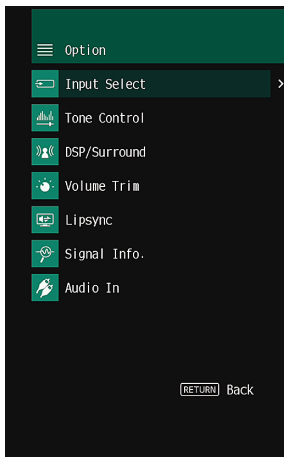 Option
Input Select
Tone Control
DSP/Surround
Volume Trim
Lipsync
Signal Info.
Audio In
RETURN Back